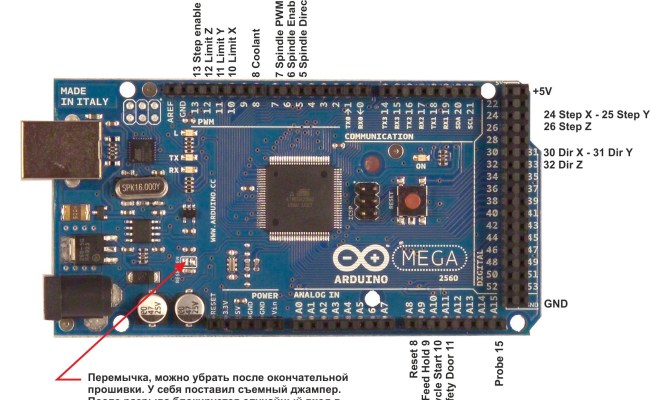 13 Step enable
12 Limit Z
11 Limit Y
10 Limit X
8 Coolant
7 Spindle PWM
6 Spindle Enab
5 Spindle Direc
+5V
24 Step X - 25 Step Y
26 Step Z
30 Dir X - 31 Dir Y
32 Dir Z
GND
MADE
IN ITALY
AREF
GND
13
12
11
10
9
8
7
6
5
4
3
2
TX0 1
RX0 0
TX3 14
RX3 15
TX2 16
RX2 17
TX1 18
RX1 19
SDA 20
SCL 21
PWM
COMMUNICATION
L
TX
RX
ON
SPK16.000Y
WWW.ARDUINO.CC
ICSP
RESET
22
24
26
28
30
32
34
36
38
40
42
44
46
48
50
52
31
33
35
37
39
41
43
45
47
49
51
53
GND
DIGITAL
ARDUINO
MEGA
2560
47
25V
47
25V
POWER
ANALOG IN
RESET
3V3
5V
GND
GND
Vin
A0
A1
A2
A3
A4
A5
A7
A8
A9
A10
A11
A12
A13
A14
A15
Reset 8
Feed Hold 9
ycle Start 10
fety Door 11
Probe 15
Перемычка, можно убрать после окончательной
прошивки. У себя поставил съемный джампер.